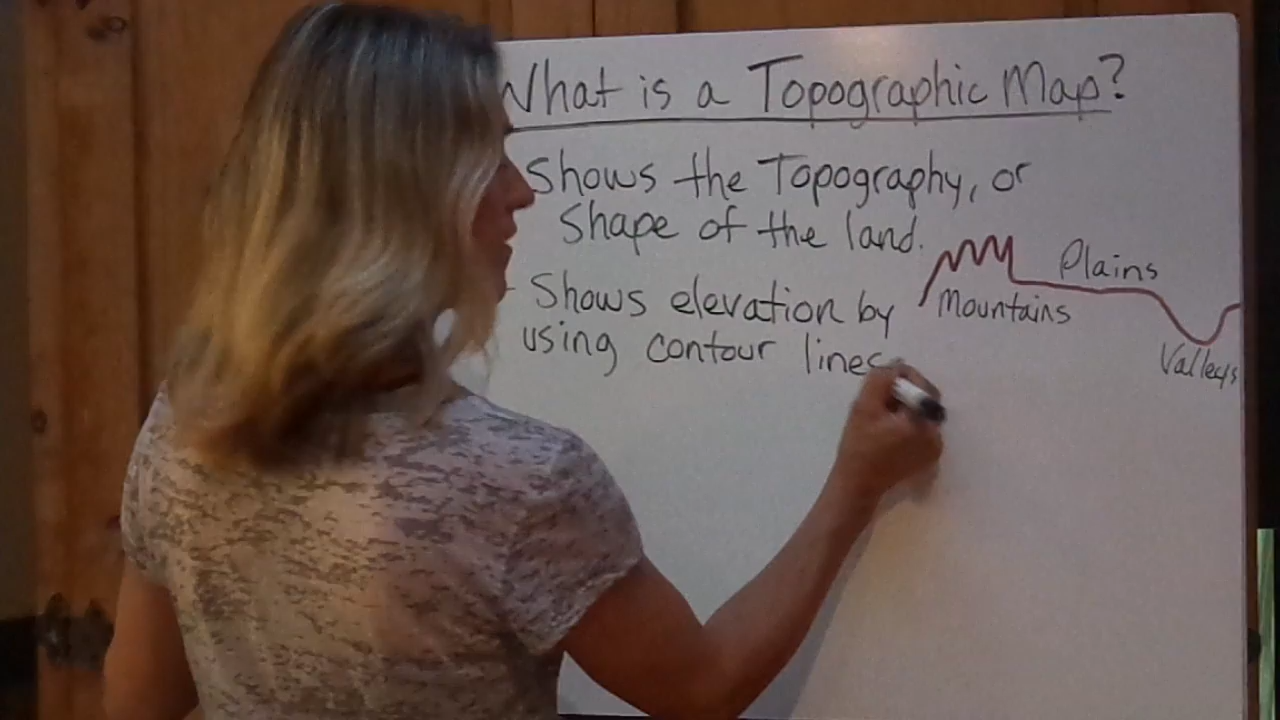 What is a Topographic Map?
Shows the Topography, or
Shape of the land.
Plains
- Shows elevation by
Mountains
using contour lines
Valleys